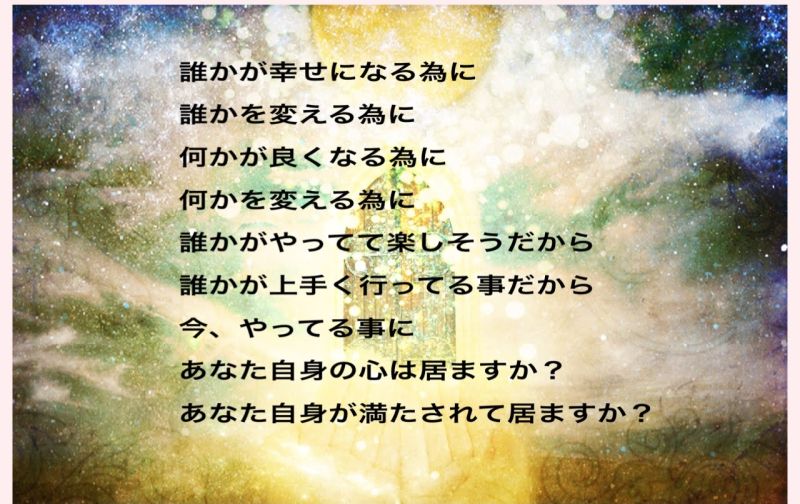 誰かが幸せになる為に
誰かを変える為に
何かが良くなる為に
何かを変える為に
誰かがやってて楽しそうだから
誰かが上手く行ってる事だから
今、やってる事に
あなた自身の心は居ますか？
あなた自身が満たされて居ますか？